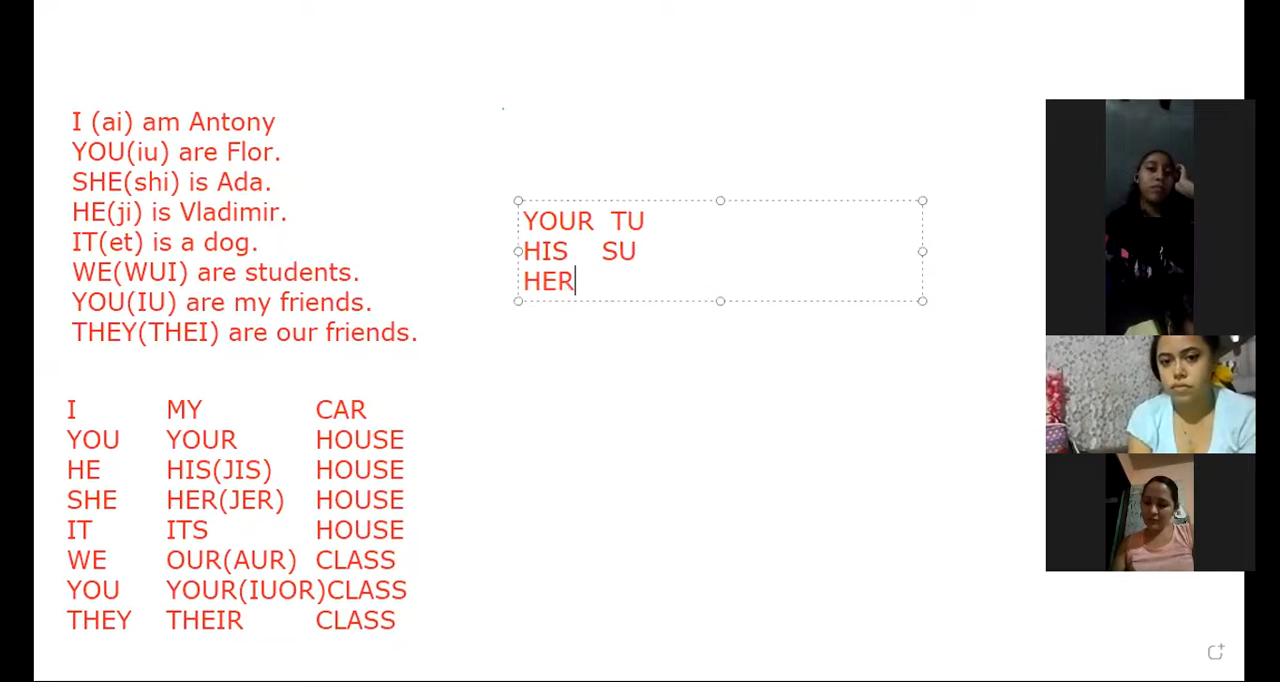 I (ai) am Antony
YOU(iu) are Flor.
SHE(shi) is Ada.
HE(ji) is Vladimir.
IT(et) is a dog.
WE(WUI) are students.
YOU(IU) are my friends.
THEY(THEI) are our friends.
I MY CAR
YOU YOUR HOUSE
HE HIS(JIS) HOUSE
SHE HER(JER) HOUSE
IT ITS HOUSE
WE OUR(AUR) CLASS
YOU YOUR(IUOR)CLASS
THEY THEIR CLASS
YOUR TU
HIS SU
HER